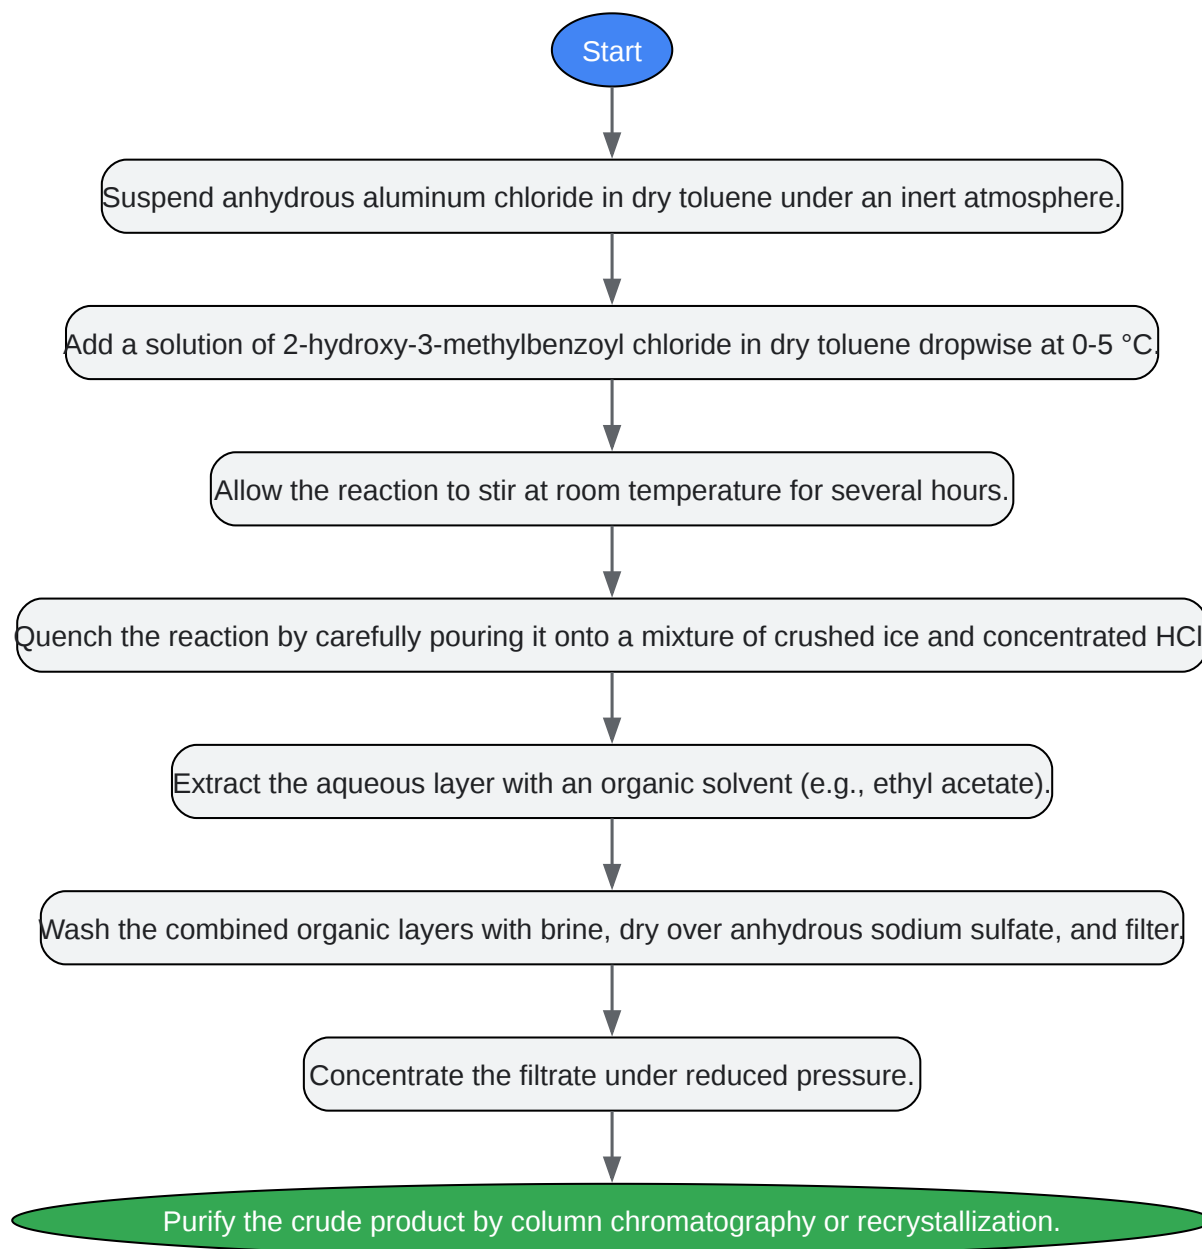 Start
Suspend anhydrous aluminum chloride in dry toluene under an inert atmosphere.
Add a solution of 2-hydroxy-3-methylbenzoyl chloride in dry toluene dropwise at 0-5 °C.
Allow the reaction to stir at room temperature for several hours.
Quench the reaction by carefully pouring it onto a mixture of crushed ice and concentrated HCl
Extract the aqueous layer with an organic solvent (e.g., ethyl acetate).
Wash the combined organic layers with brine, dry over anhydrous sodium sulfate, and filter.
Concentrate the filtrate under reduced pressure.
Purify the crude product by column chromatography or recrystallization.